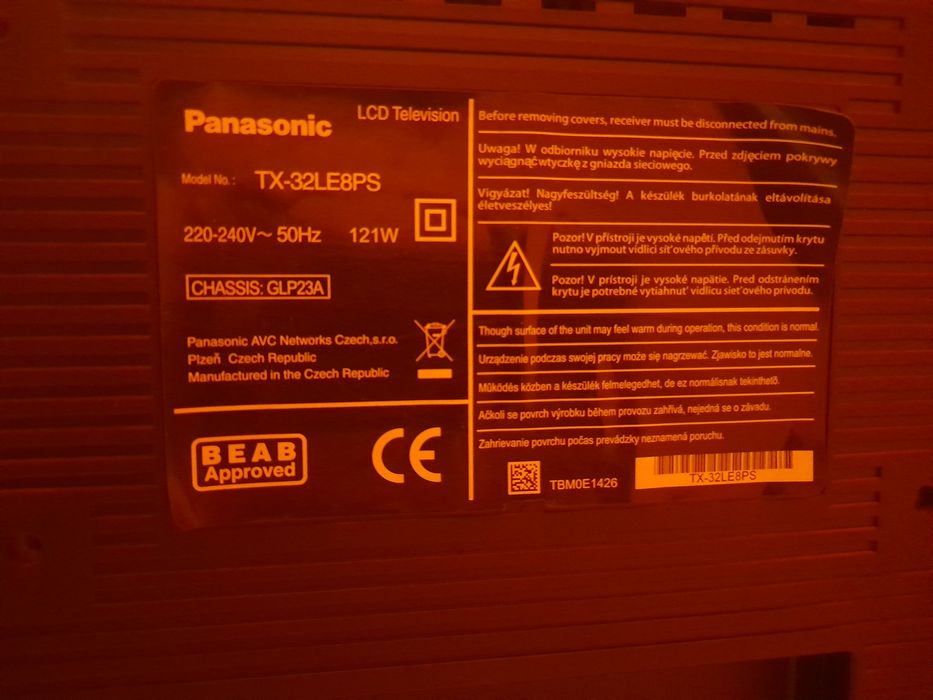 Panasonic
LCD Television
Model No. : TX-32LE8PS
220-240V~ 50Hz 121W
CHASSIS: GLP23A
Panasonic AVC Networks Czech,s.r.o.
Plzeň Czech Republic
Manufactured in the Czech Republic
BEAB
Approved
CE
Before removing covers, receiver must be disconnected from mains.
Uwaga! W odbiorniku wysokie napięcie. Przed zdjęciem pokrywy
wyciągnąć wtyczkę z gniazda sieciowego.
Vigyázat! Nagyfeszültség! A készülék burkolatának eltávolítása
életveszélyes!
Pozor! V přístroji je vysoké napětí. Před odejmutím krytu
nutno vyjmout vidlici síť ového přívodu ze zásuvky.
Pozor! V prístroji je vysoké napätie. Pred odstránením
krytu je potrebné vytiahnuť vidlicu sieť ového prívodu.
Though surface of the unit may feel warm during operation, this condition is normal.
Urządzenie podczas swojej pracy może się nagrzewać. Zjawisko to jest normalne.
Működés közben a készülék felmelegedhet, de ez normálisnak tekinthető.
Ačkoli se povrch výrobku během provozu zahřívá, nejedná se o závadu.
Zahrievanie povrchu počas prevádzky neznamená poruchu.
TBM0E1426
TX-32LE8PS